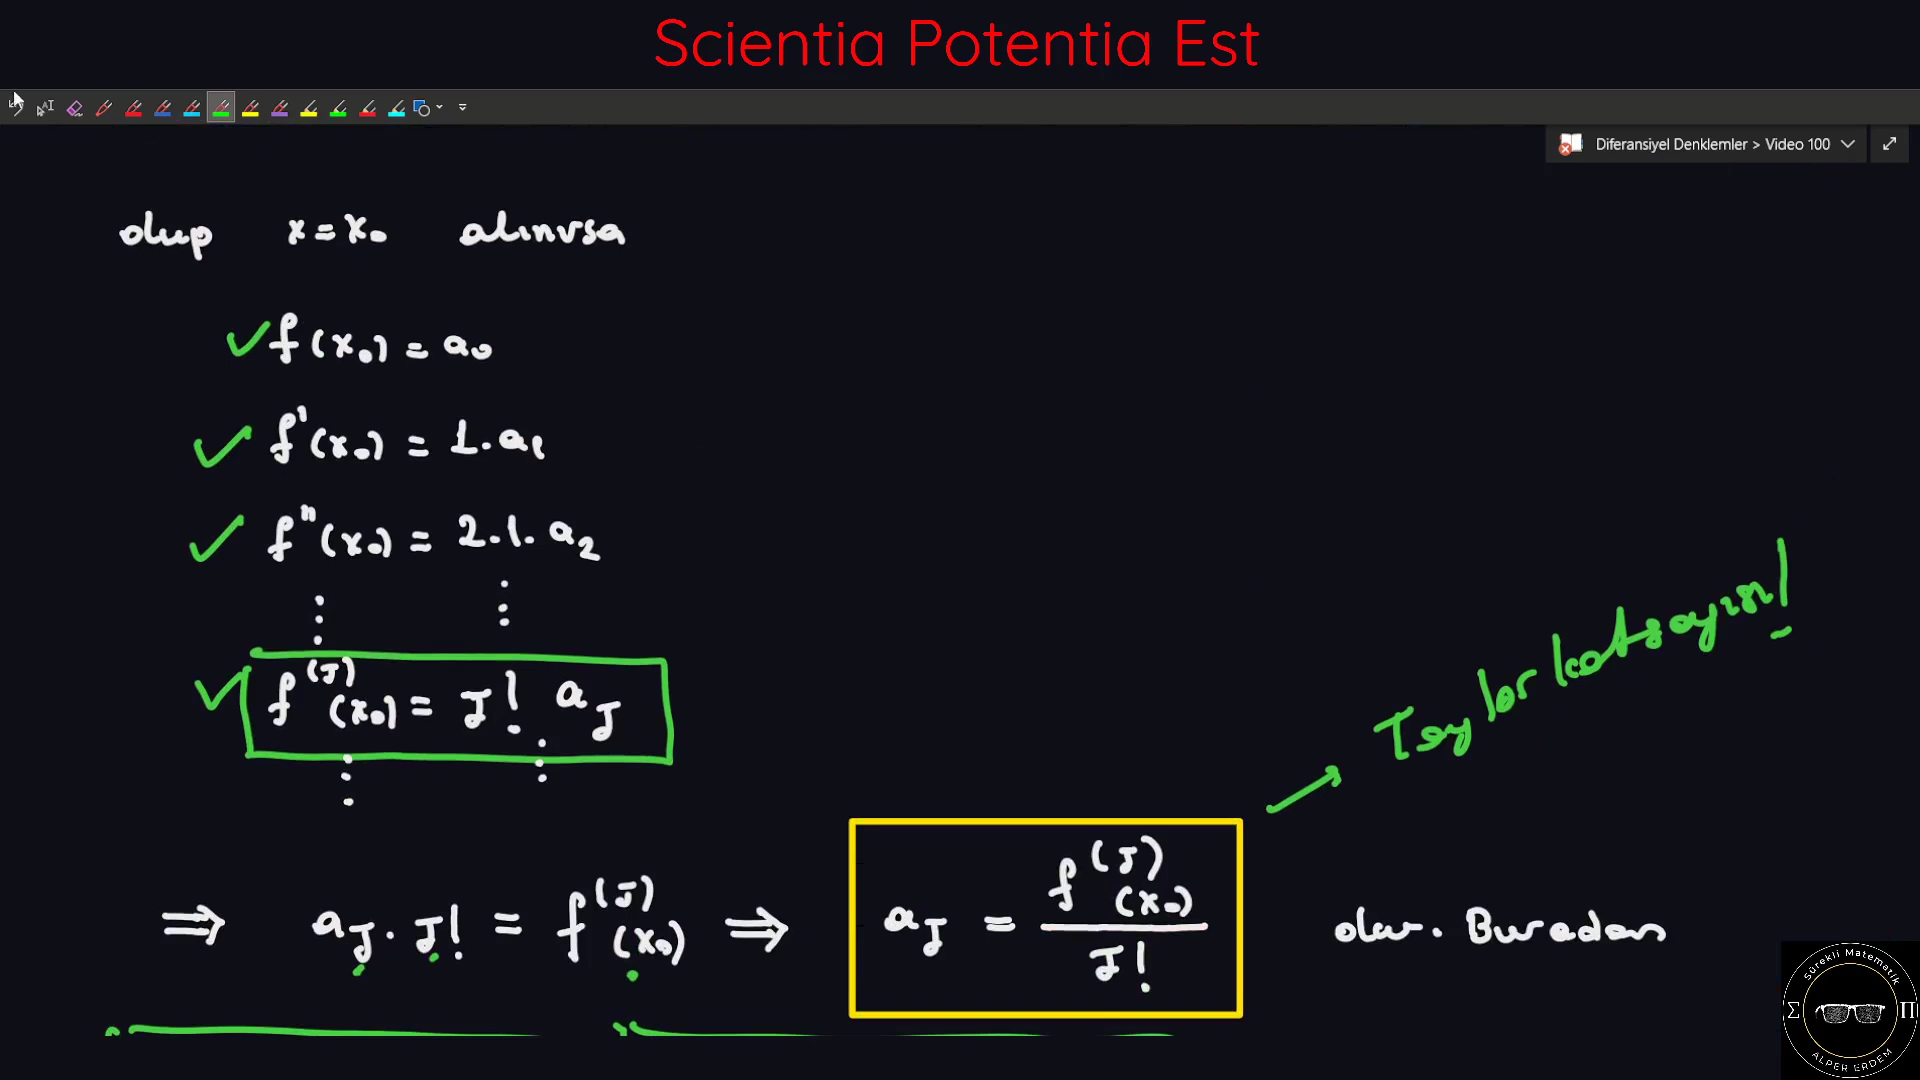 Scientia Potentia Est
Diferansiyel Denklemler > Video 100
olup x = x₀ alınırsa
f(x₀) = a₀
f'(x₀) = 1.a₁
f''(x₀) = 2.1.a₂
f^(J)(x₀) = J! a_J
Taylor katsayısı!
⇒ a_J . J! = f^(J)(x₀) ⇒ a_J = f^(J)(x₀) / J! olur. Buradan
Sürekli Matematik
Σ Π
ALPER ERDEM